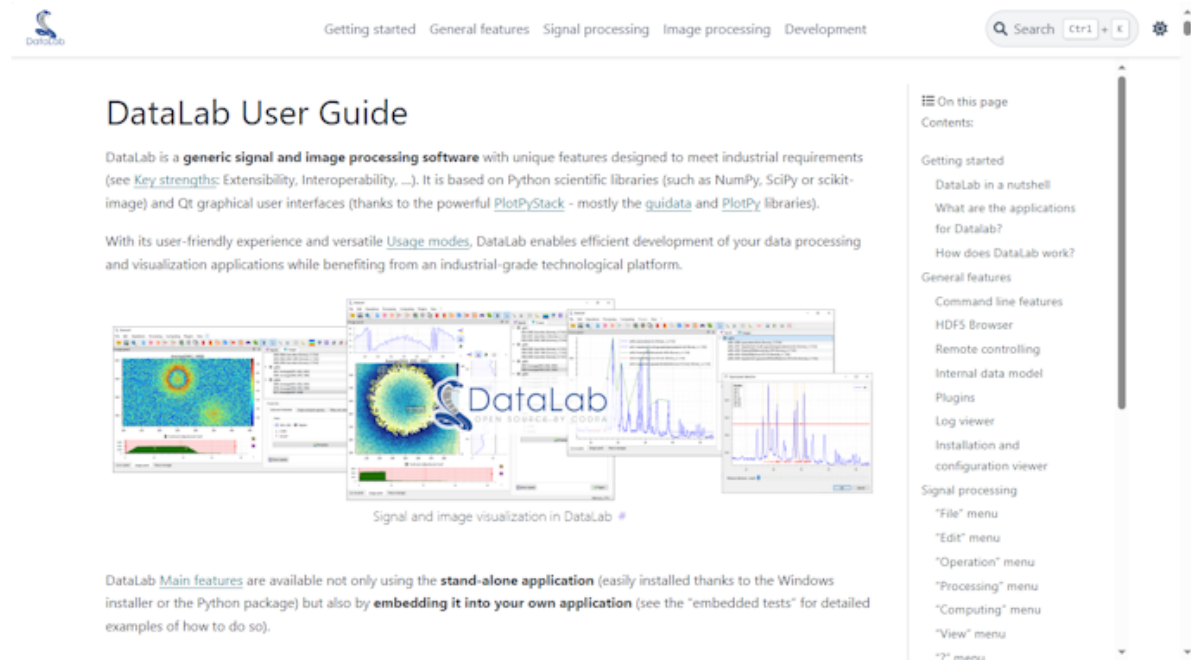 DataLab
Getting started
General features
Signal processing
Image processing
Development
Search Ctrl + K
DataLab User Guide
DataLab is a generic signal and image processing software with unique features designed to meet industrial requirements
(see Key strengths: Extensibility, Interoperability, ...). It is based on Python scientific libraries (such as NumPy, SciPy or scikit-
image) and Qt graphical user interfaces (thanks to the powerful PlotPyStack - mostly the guidata and PlotPy libraries).
With its user-friendly experience and versatile Usage modes, DataLab enables efficient development of your data processing
and visualization applications while benefiting from an industrial-grade technological platform.
DataLab
OPEN SOURCE BY CODRA
Signal and image visualization in DataLab #
DataLab Main features are available not only using the stand-alone application (easily installed thanks to the Windows
installer or the Python package) but also by embedding it into your own application (see the "embedded tests" for detailed
examples of how to do so).
On this page
Contents:
Getting started
DataLab in a nutshell
What are the applications
for Datalab?
How does DataLab work?
General features
Command line features
HDF5 Browser
Remote controlling
Internal data model
Plugins
Log viewer
Installation and
configuration viewer
Signal processing
"File" menu
"Edit" menu
"Operation" menu
"Processing" menu
"Computing" menu
"View" menu
"?" menu